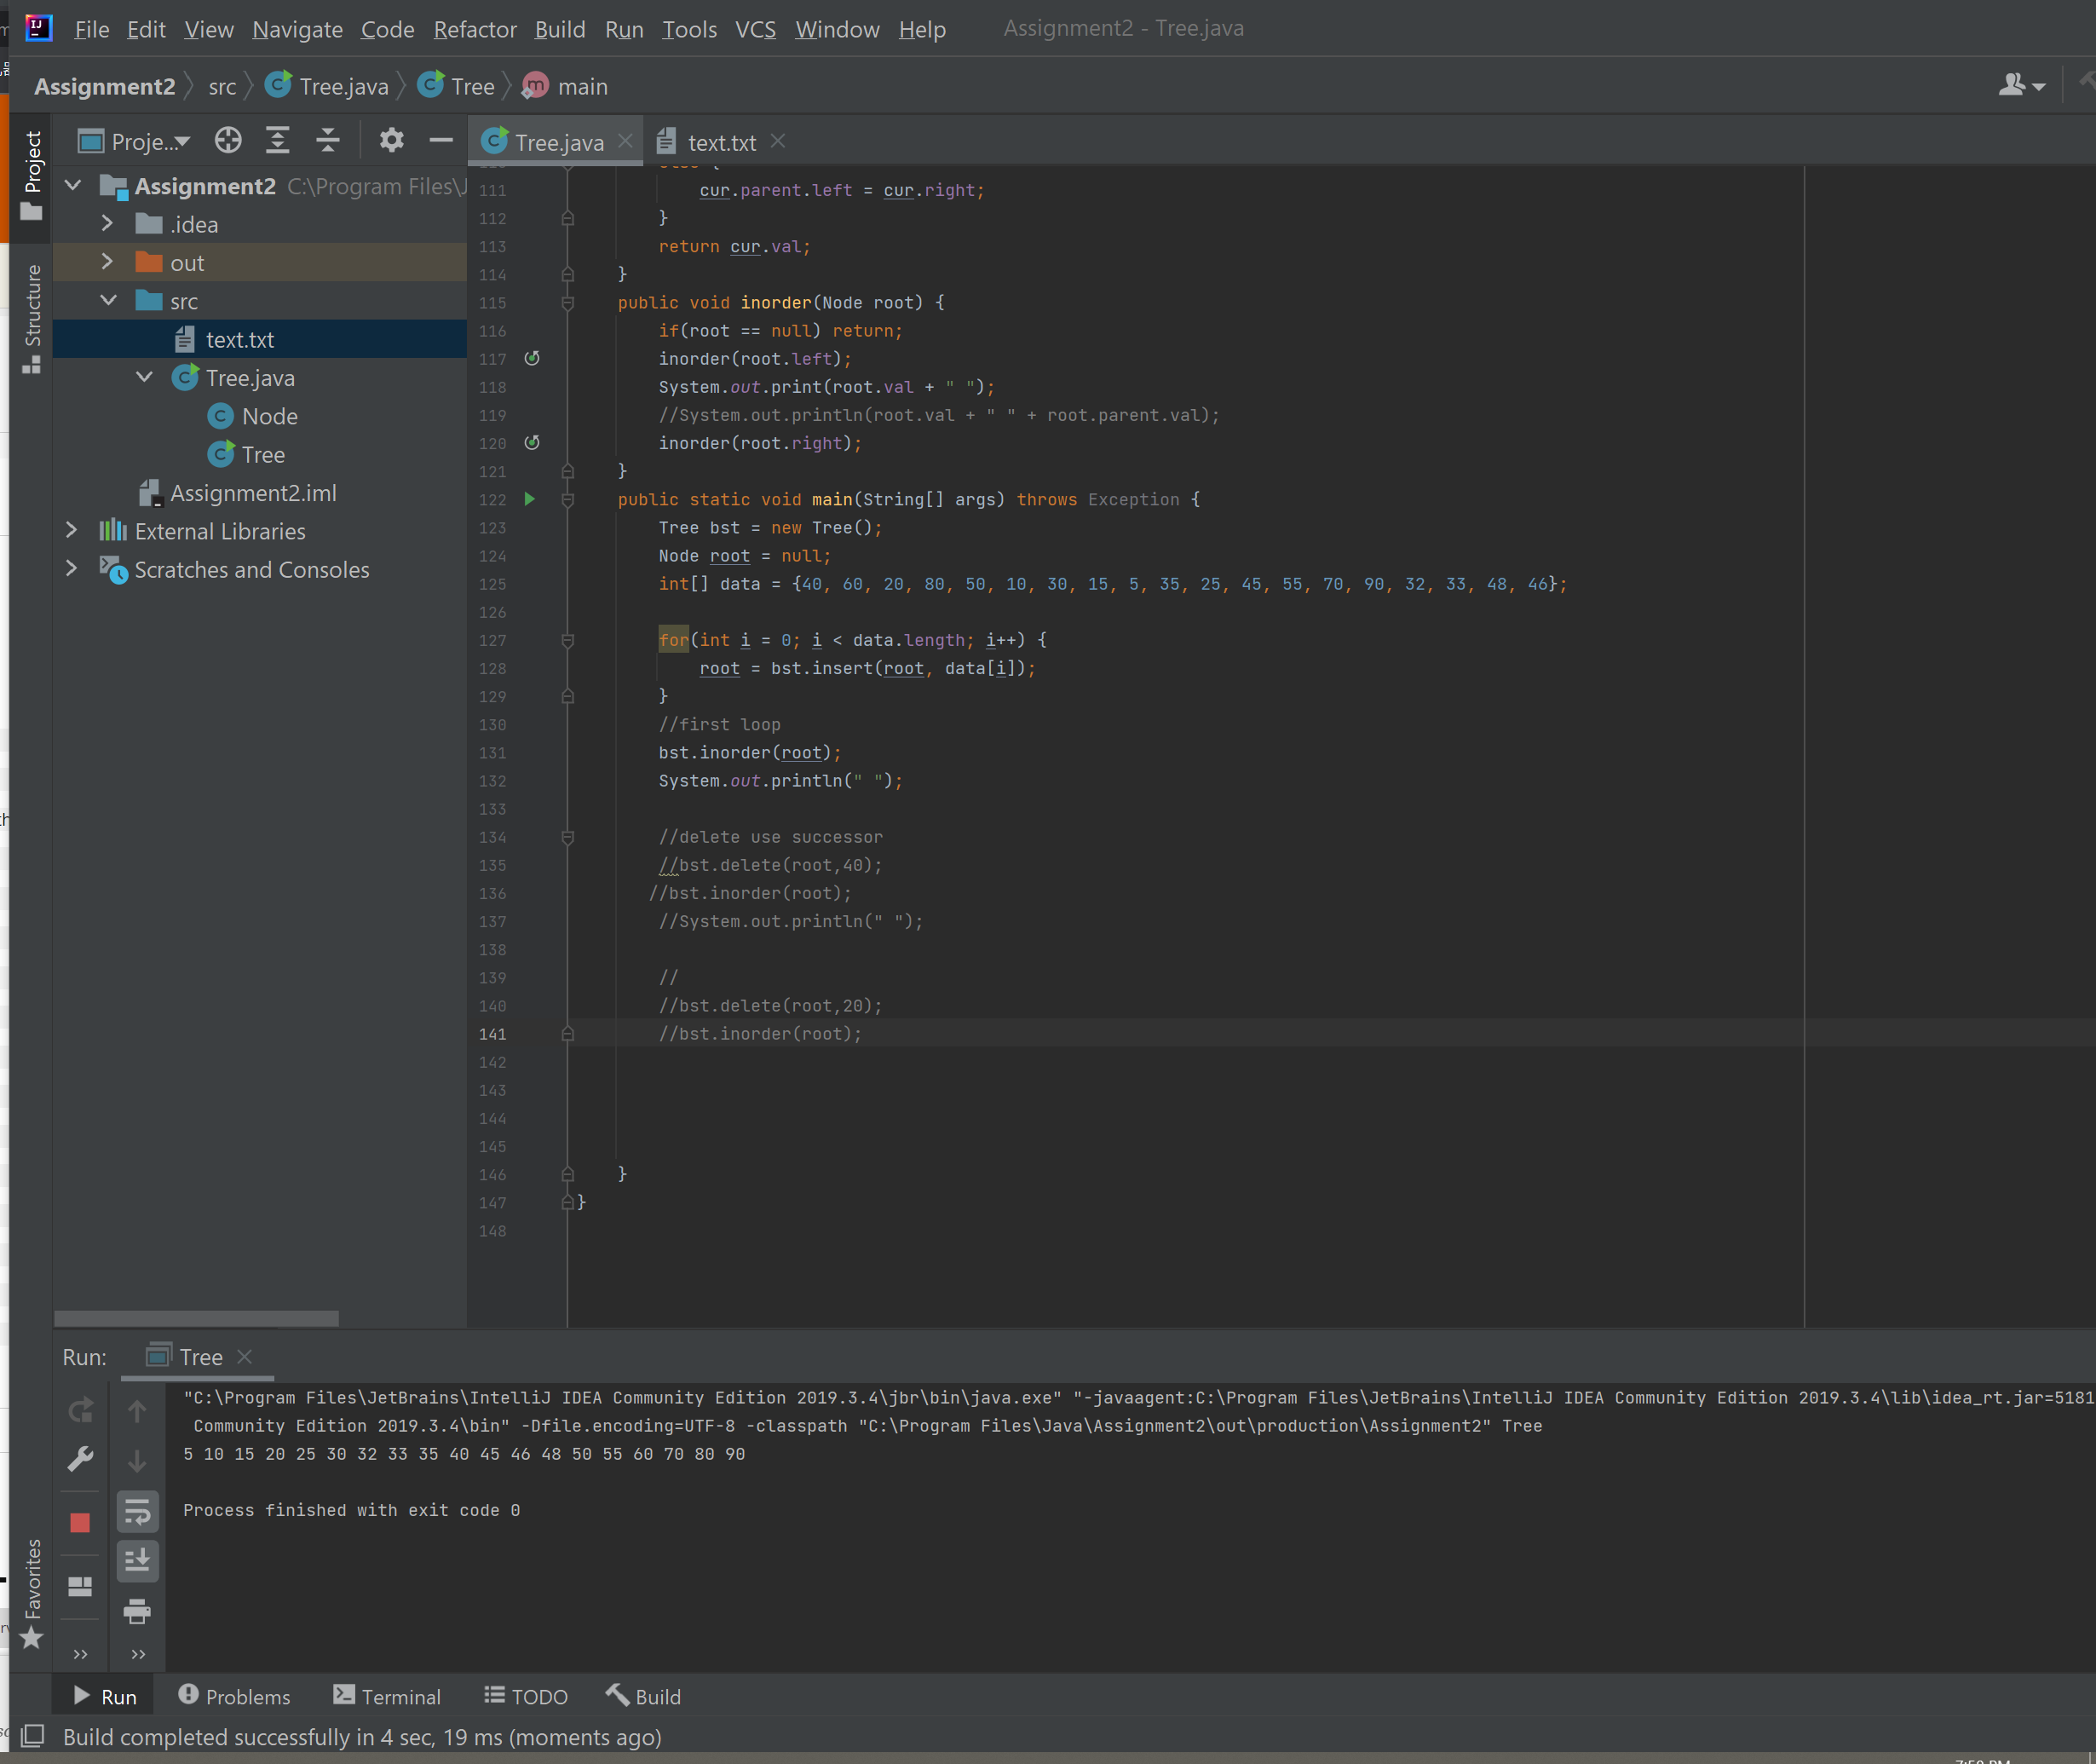 File Edit View Navigate Code Refactor Build Run Tools VCS Window Help Assignment2 - Tree.java
Assignment2 src Tree.java Tree main
Project
Proje...
Tree.java
text.txt
Assignment2 C:\Program Files\J
.idea
out
src
text.txt
Tree.java
Node
Tree
Assignment2.iml
External Libraries
Scratches and Consoles
Structure
Favorites
111 cur.parent.left = cur.right;
112 }
113 return cur.val;
114 }
115 public void inorder(Node root) {
116 if(root == null) return;
117 inorder(root.left);
118 System.out.print(root.val + " ");
119 //System.out.println(root.val + " " + root.parent.val);
120 inorder(root.right);
121 }
122 public static void main(String[] args) throws Exception {
123 Tree bst = new Tree();
124 Node root = null;
125 int[] data = {40, 60, 20, 80, 50, 10, 30, 15, 5, 35, 25, 45, 55, 70, 90, 32, 33, 48, 46};
126
127 for(int i = 0; i < data.length; i++) {
128 root = bst.insert(root, data[i]);
129 }
130 //first loop
131 bst.inorder(root);
132 System.out.println(" ");
133
134 //delete use successor
135 //bst.delete(root,40);
136 //bst.inorder(root);
137 //System.out.println(" ");
138
139 //
140 //bst.delete(root,20);
141 //bst.inorder(root);
142
143
144
145
146 }
147 }
148
Run: Tree
"C:\Program Files\JetBrains\IntelliJ IDEA Community Edition 2019.3.4\jbr\bin\java.exe" "-javaagent:C:\Program Files\JetBrains\IntelliJ IDEA Community Edition 2019.3.4\lib\idea_rt.jar=5181
Community Edition 2019.3.4\bin" -Dfile.encoding=UTF-8 -classpath "C:\Program Files\Java\Assignment2\out\production\Assignment2" Tree
5 10 15 20 25 30 32 33 35 40 45 46 48 50 55 60 70 80 90
Process finished with exit code 0
Run Problems Terminal TODO Build
Build completed successfully in 4 sec, 19 ms (moments ago)